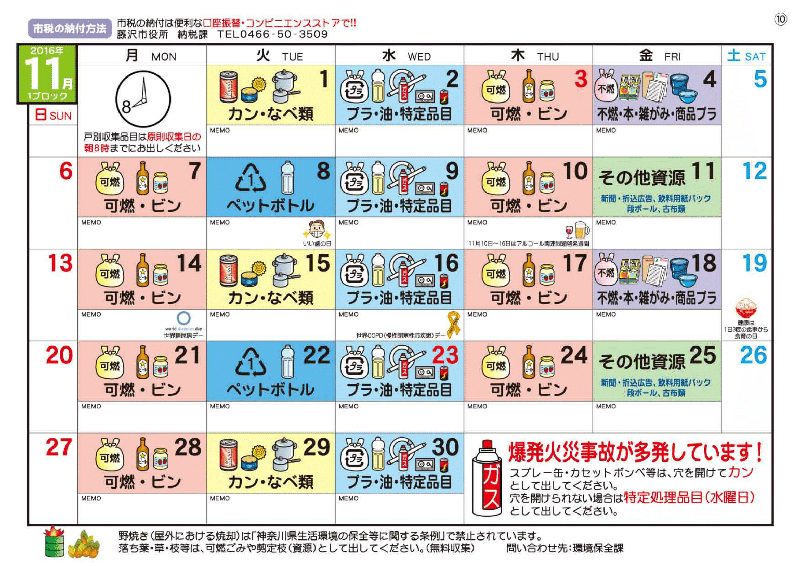 市税の納付方法
市税の納付は便利な口座振替・コンビニエンスストアで!!
藤沢市役所 納税課 TEL0466-50-3509
⑩
2016年
11月
1ブロック
日 SUN
月 MON
火 TUE
水 WED
木 THU
金 FRI
土 SAT
8
戸別収集品目は原則収集日の
朝8時までにお出しください
1
カン・なべ類
MEMO
2
プラ
ガス
プラ・油・特定品目
MEMO
3
可燃
可燃・ビン
MEMO
4
不燃
不燃・本・雑がみ・商品プラ
MEMO
5
6
7
可燃
可燃・ビン
MEMO
8
1
ペットボトル
MEMO
いい歯の日
9
プラ
ガス
プラ・油・特定品目
MEMO
10
可燃
可燃・ビン
MEMO
11月10日~16日はアルコール関連問題啓発週間
その他資源 11
新聞・折込広告、飲料用紙パック
段ボール、古布類
MEMO
12
13
14
可燃
可燃・ビン
MEMO
world diabetes day
世界糖尿病デー
15
カン・なべ類
MEMO
16
プラ
ガス
プラ・油・特定品目
MEMO
世界COPD(慢性閉塞性肺疾患)デー
17
可燃
可燃・ビン
MEMO
18
不燃
不燃・本・雑がみ・商品プラ
MEMO
19
健康は
1日3回の食事から
食育の日
20
21
可燃
可燃・ビン
MEMO
22
1
ペットボトル
MEMO
23
プラ
ガス
プラ・油・特定品目
MEMO
24
可燃
可燃・ビン
MEMO
その他資源 25
新聞・折込広告、飲料用紙パック
段ボール、古布類
MEMO
26
27
28
可燃
可燃・ビン
MEMO
29
カン・なべ類
MEMO
30
プラ
ガス
プラ・油・特定品目
MEMO
ガス
爆発火災事故が多発しています!
スプレー缶・カセットボンベ等は、穴を開けてカン
として出してください。
穴を開けられない場合は特定処理品目(水曜日)
として出してください。
野焼き(屋外における焼却)は「神奈川県生活環境の保全等に関する条例」で禁止されています。
落ち葉・草・枝等は、可燃ごみや剪定枝(資源)として出してください。(無料収集) 問い合わせ先:環境保全課